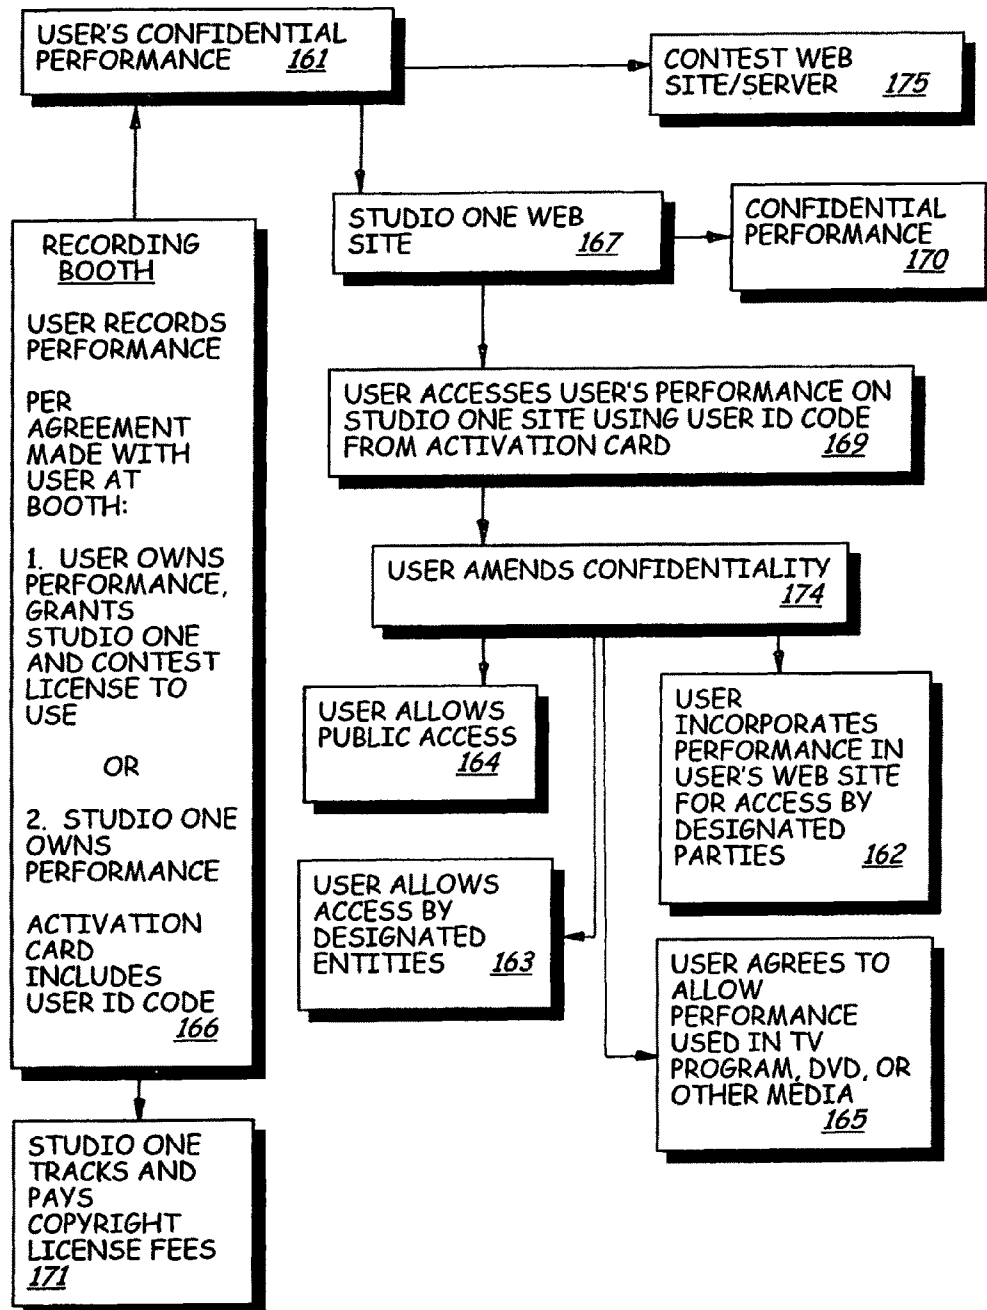 USER'S CONFIDENTIAL
PERFORMANCE 161
CONTEST WEB
SITE/SERVER 175
STUDIO ONE WEB
SITE 167
CONFIDENTIAL
PERFORMANCE
170
RECORDING
BOOTH
USER RECORDS
PERFORMANCE
PER
AGREEMENT
MADE WITH
USER AT
BOOTH:
1. USER OWNS
PERFORMANCE,
GRANTS
STUDIO ONE
AND CONTEST
LICENSE TO
USE
OR
2. STUDIO ONE
OWNS
PERFORMANCE
ACTIVATION
CARD
INCLUDES
USER ID CODE
166
USER ACCESSES USER'S PERFORMANCE ON
STUDIO ONE SITE USING USER ID CODE
FROM ACTIVATION CARD 169
USER AMENDS CONFIDENTIALITY
174
USER ALLOWS
PUBLIC ACCESS
164
USER
INCORPORATES
PERFORMANCE IN
USER'S WEB SITE
FOR ACCESS BY
DESIGNATED
PARTIES 162
USER ALLOWS
ACCESS BY
DESIGNATED
ENTITIES 163
USER AGREES TO
ALLOW
PERFORMANCE
USED IN TV
PROGRAM, DVD, OR
OTHER MEDIA
165
STUDIO ONE
TRACKS AND
PAYS
COPYRIGHT
LICENSE FEES
171